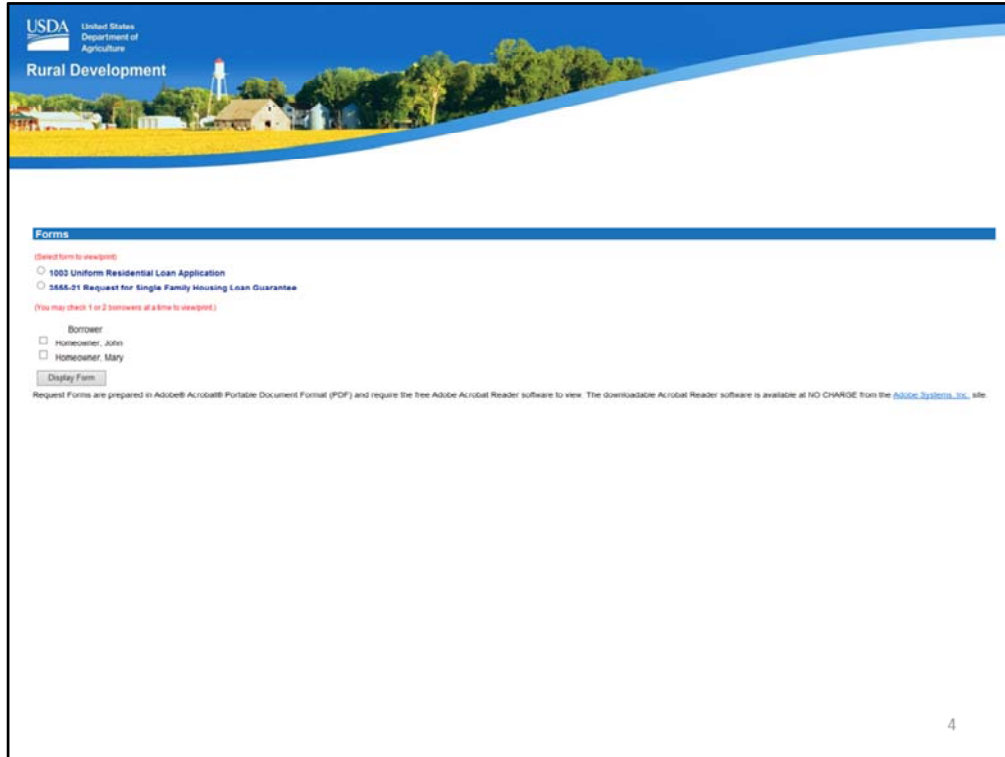 USDA
United States
Department of
Agriculture
Rural Development
Forms
(Select form to view/print)
1003 Uniform Residential Loan Application
3555-21 Request for Single Family Housing Loan Guarantee
(You may check 1 or 2 borrowers at a time to view/print.)
Borrower
Homeowner, John
Homeowner, Mary
Display Form
Request Forms are prepared in Adobe® Acrobat® Portable Document Format (PDF) and require the free Adobe Acrobat Reader software to view. The downloadable Acrobat Reader software is available at NO CHARGE from the Adobe Systems, Inc. site.
4